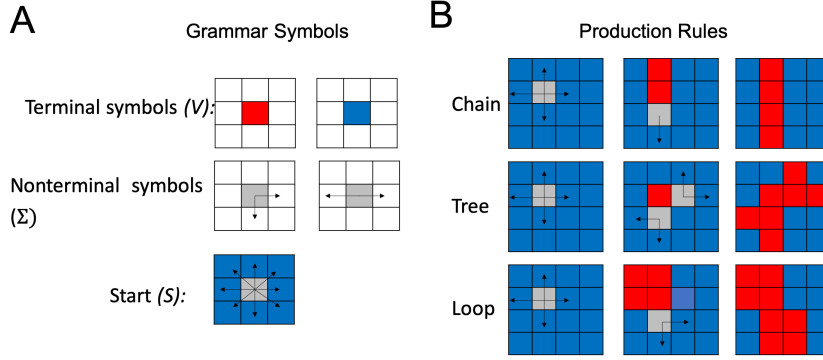 A
Grammar Symbols
Terminal symbols (V):
Nonterminal symbols
(Σ)
Start (S):
B
Production Rules
Chain
Tree
Loop